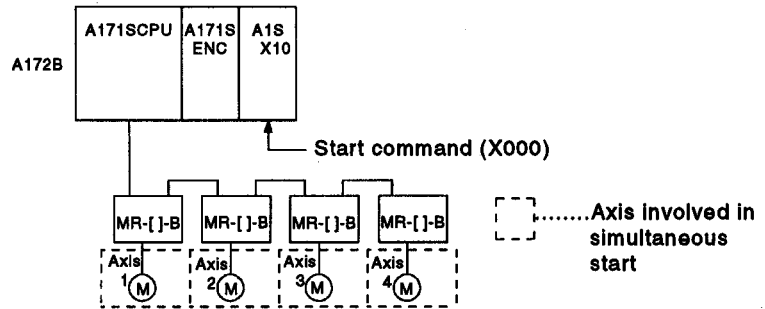 A172B
A171SCPU
A171S
ENC
A1S
X10
Start command (X000)
MR-[ ]-B
MR-[ ]-B
MR-[ ]-B
MR-[ ]-B
Axis
1
M
Axis
2
M
Axis
3
M
Axis
4
M
........Axis involved in
simultaneous
start